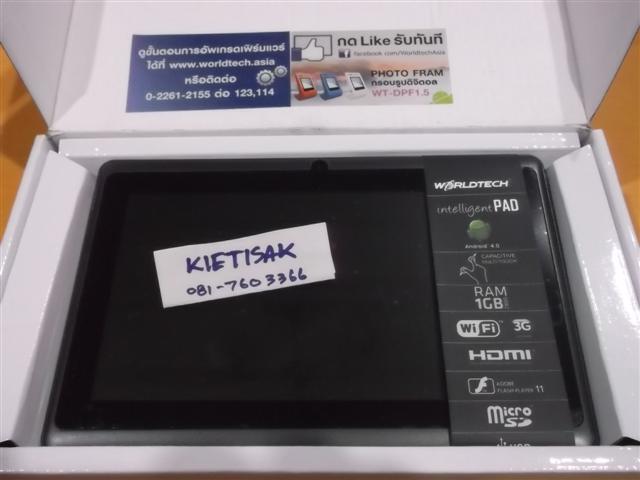 ดูขั้นตอนการอัพเกรดเฟิร์มแวร์
ได้ที่ www.worldtech.asia
หรือติดต่อ
0-2261-2155 ต่อ 123,114
กด Like รับทันที
facebook.com/WorldtechAsia
PHOTO FRAM
กรอบรูปดิจิตอล
WT-DPF1.5
WORLDTECH
intelligent PAD
Android 4.0
CAPACITIVE
MULTI-TOUCH
RAM
1GB
WiFi 3G
HDMI
ADOBE
FLASH PLAYER 11
Micro
SD
KIETISAK
081-7603366